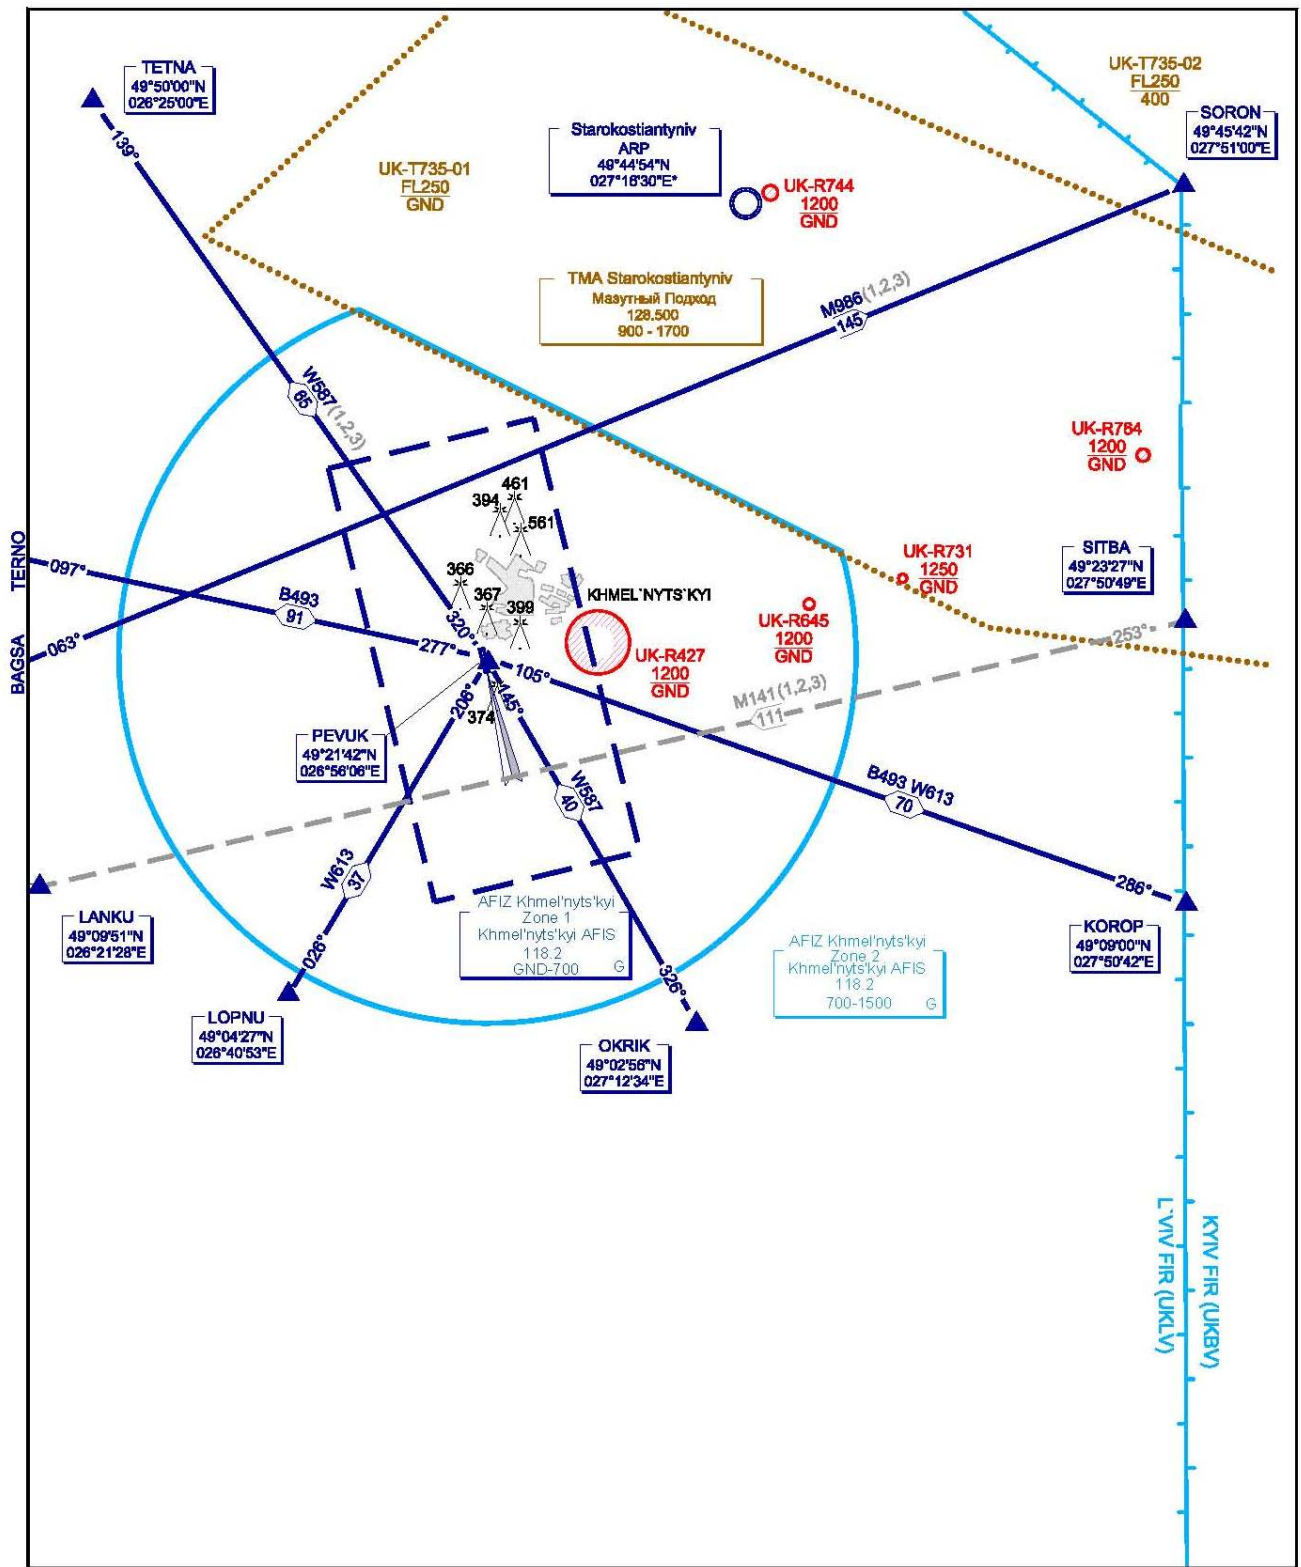 TETNA
49°50'00"N
026°25'00"E
139°
UK-T735-01
FL250
GND
Starokostiantyniv
ARP
49°44'54"N
027°16'30"E*
UK-R744
1200
GND
UK-T735-02
FL250
400
SORON
49°45'42"N
027°51'00"E
TMA Starokostiantyniv
Мазутный Подход
128.500
900 - 1700
M986(1,2,3)
145
W587(1,2,3)
65
UK-R764
1200
GND
461
394
561
366
367
399
KHMEL`NYTS`KYI
UK-R731
1250
GND
SITBA
49°23'27"N
027°50'49"E
UK-R645
1200
GND
UK-R427
1200
GND
TERNO
BAGSA
097°
063°
B493
91
277°
320°
105°
206°
145°
374
253°
M141(1,2,3)
111
PEVUK
49°21'42"N
026°56'06"E
W587
40
B493 W613
70
W613
37
286°
LANKU
49°09'51"N
026°21'28"E
026°
AFIZ Khmel'nyts'kyi
Zone 1
Khmel'nyts'kyi AFIS
118.2
GND-700 G
326°
AFIZ Khmel'nyts'kyi
Zone 2
Khmel'nyts'kyi AFIS
118.2
700-1500 G
KOROP
49°09'00"N
027°50'42"E
LOPNU
49°04'27"N
026°40'53"E
OKRIK
49°02'56"N
027°12'34"E
L`VIV FIR (UKLV)
KYIV FIR (UKBV)